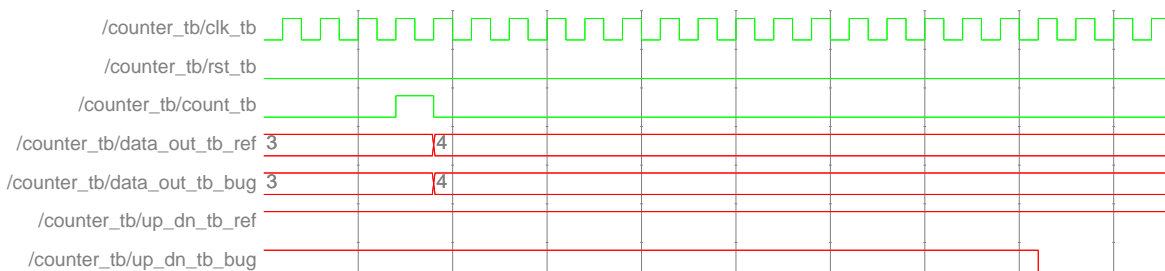 /counter_tb/clk_tb
/counter_tb/rst_tb
/counter_tb/count_tb
/counter_tb/data_out_tb_ref 3 4
/counter_tb/data_out_tb_bug 3 4
/counter_tb/up_dn_tb_ref
/counter_tb/up_dn_tb_bug